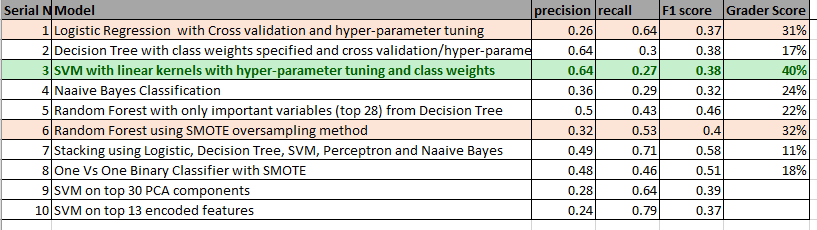 Serial N Model precision recall F1 score Grader Score
1 Logistic Regression with Cross validation and hyper-parameter tuning 0.26 0.64 0.37 31%
2 Decision Tree with class weights specified and cross validation/hyper-parame 0.64 0.3 0.38 17%
3 SVM with linear kernels with hyper-parameter tuning and class weights 0.64 0.27 0.38 40%
4 Naaive Bayes Classification 0.36 0.29 0.32 24%
5 Random Forest with only important variables (top 28) from Decision Tree 0.5 0.43 0.46 22%
6 Random Forest using SMOTE oversampling method 0.32 0.53 0.4 32%
7 Stacking using Logistic, Decision Tree, SVM, Perceptron and Naaive Bayes 0.49 0.71 0.58 11%
8 One Vs One Binary Classifier with SMOTE 0.48 0.46 0.51 18%
9 SVM on top 30 PCA components 0.28 0.64 0.39
10 SVM on top 13 encoded features 0.24 0.79 0.37